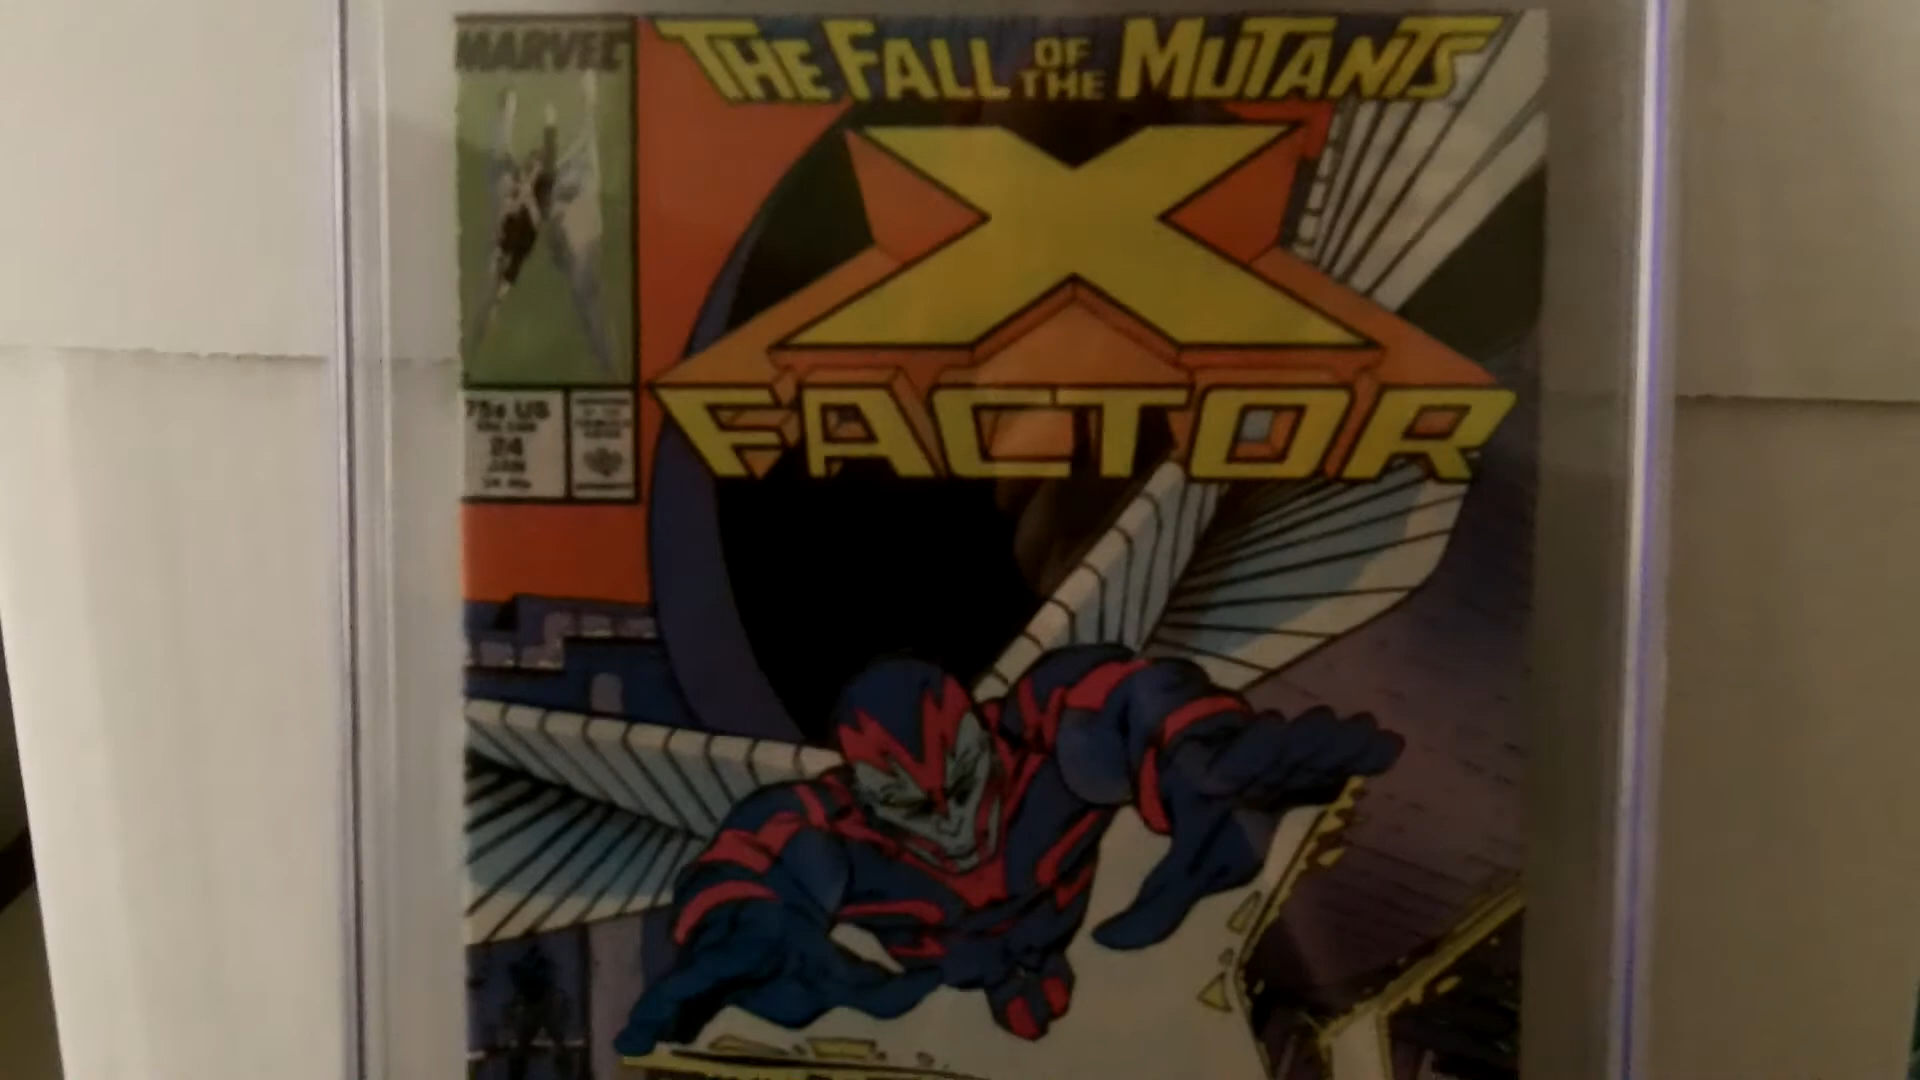 MARVEL
THE FALL OF THE MUTANTS
X
FACTOR
75¢ US
24
JAN